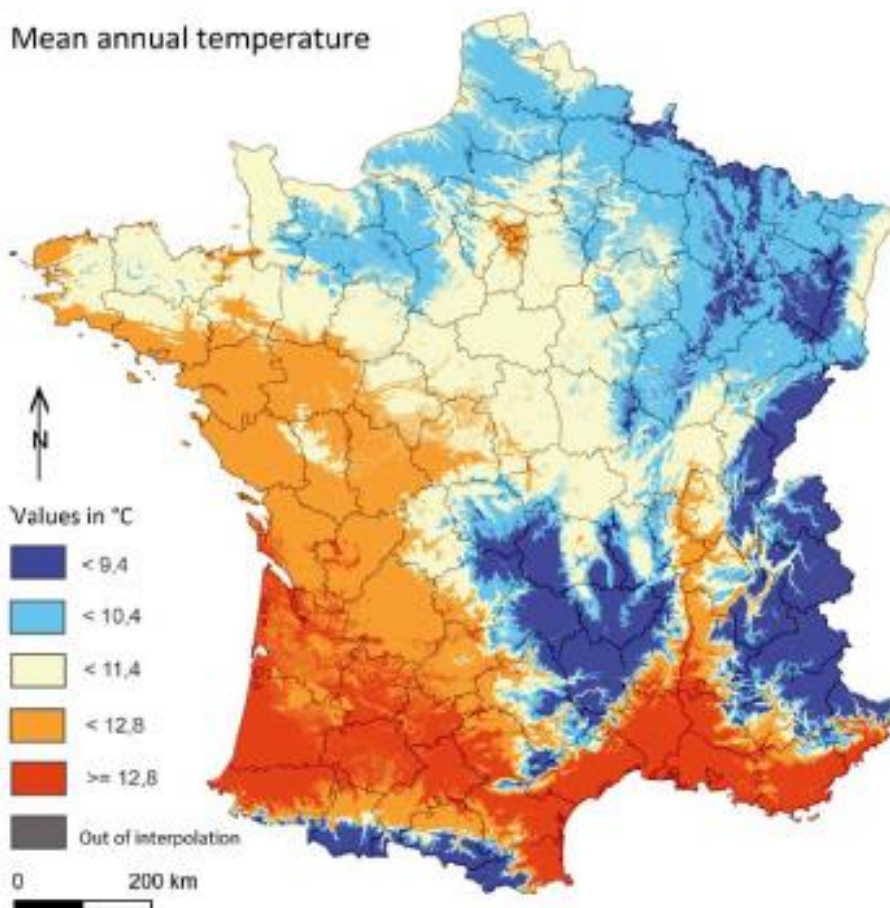 Mean annual temperature
N
Values in °C
< 9,4
< 10,4
< 11,4
< 12,8
>= 12,8
Out of interpolation
0 200 km